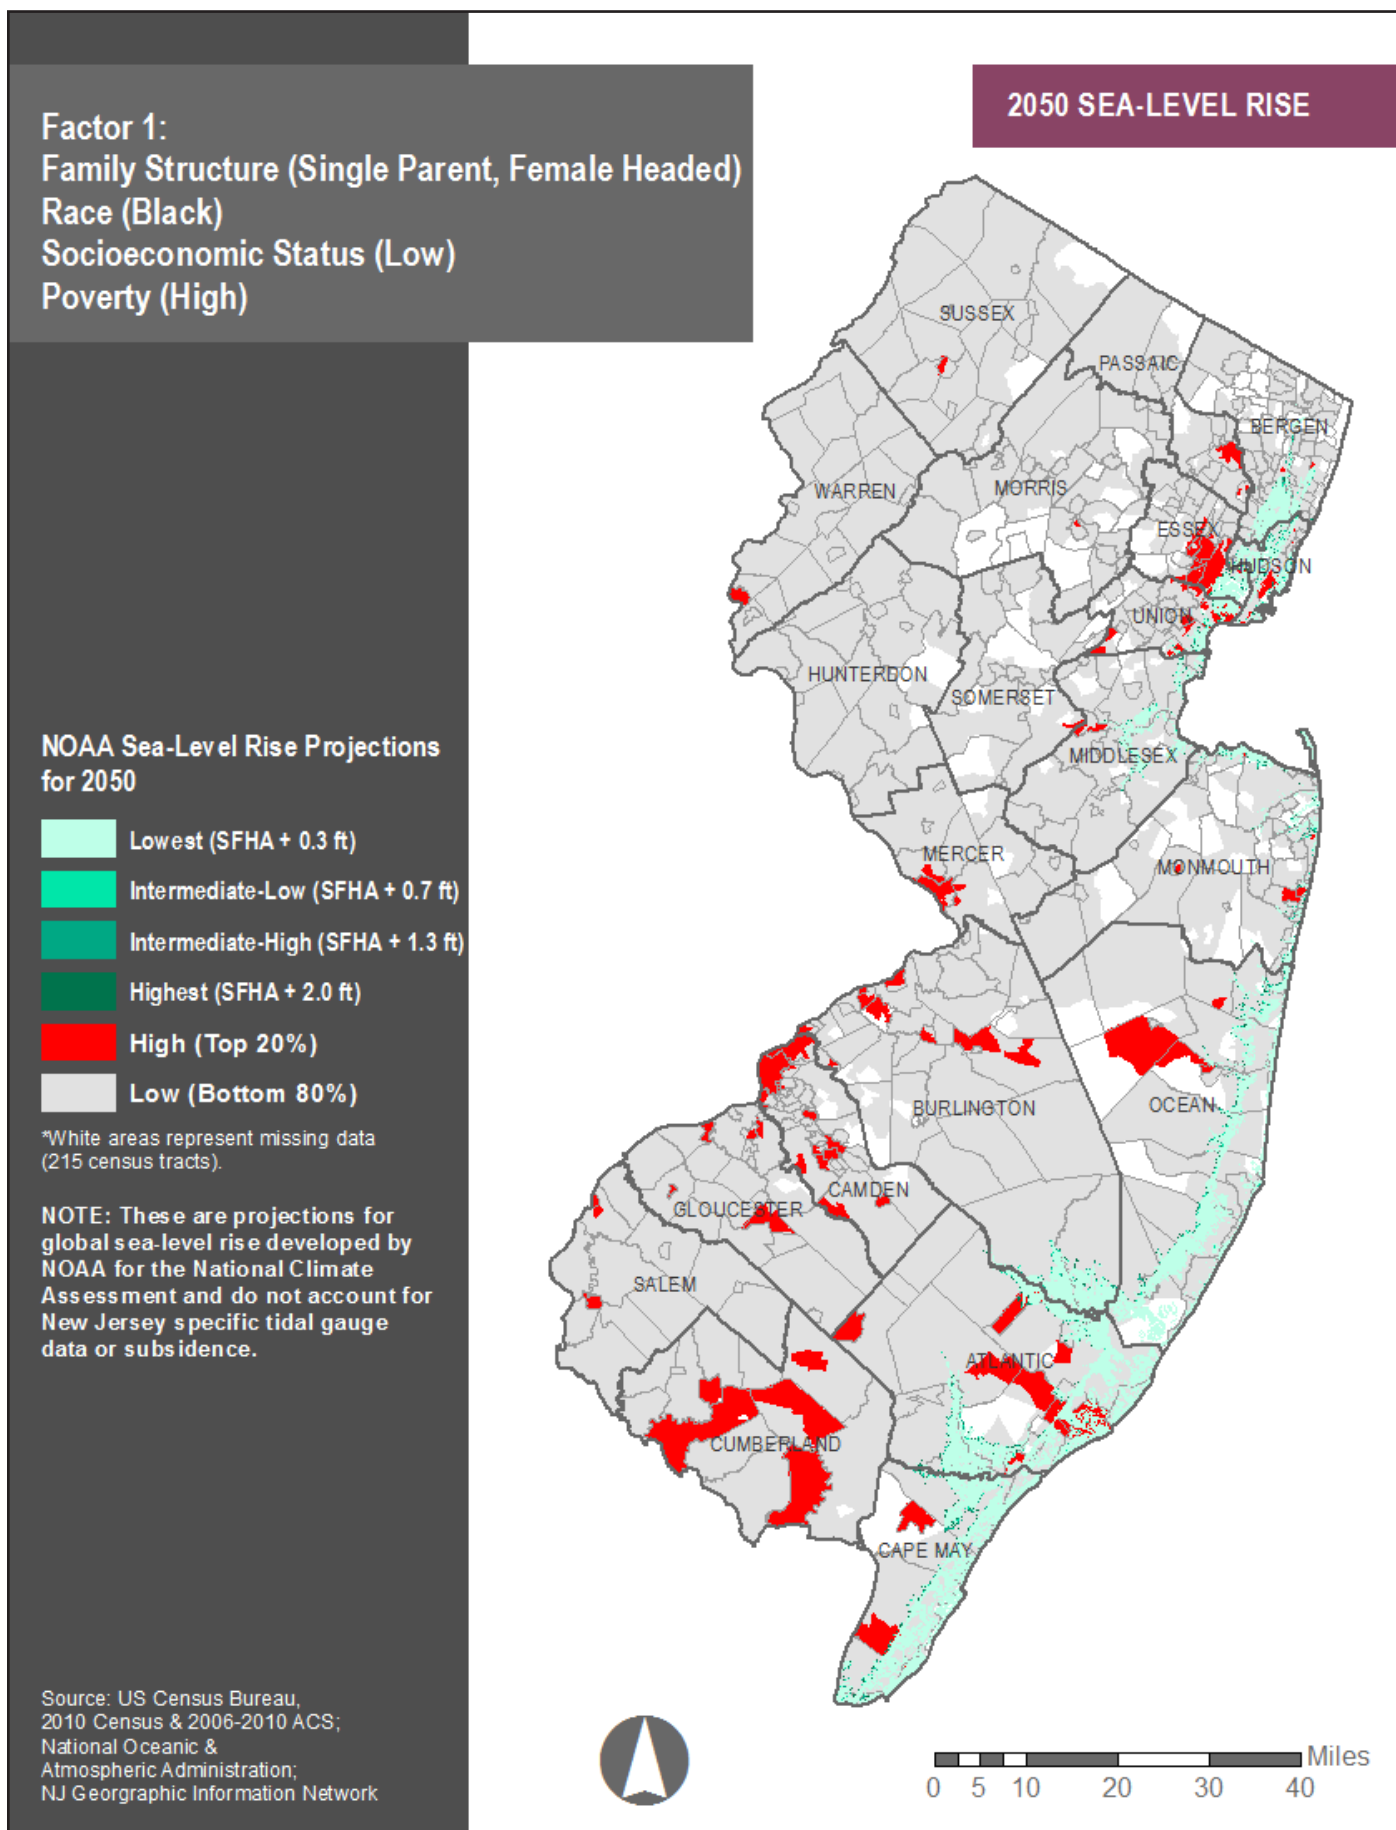 2050 SEA-LEVEL RISE
Factor 1:
Family Structure (Single Parent, Female Headed)
Race (Black)
Socioeconomic Status (Low)
Poverty (High)
SUSSEX
PASSAIC
BERGEN
WARREN
MORRIS
ESSEX
HUDSON
UNION
HUNTERDON
SOMERSET
MIDDLESEX
MERCER
MONMOUTH
OCEAN
BURLINGTON
CAMDEN
GLOUCESTER
SALEM
ATLANTIC
CUMBERLAND
CAPE MAY
NOAA Sea-Level Rise Projections
for 2050
Lowest (SFHA + 0.3 ft)
Intermediate-Low (SFHA + 0.7 ft)
Intermediate-High (SFHA + 1.3 ft)
Highest (SFHA + 2.0 ft)
High (Top 20%)
Low (Bottom 80%)
*White areas represent missing data
(215 census tracts).
NOTE: These are projections for
global sea-level rise developed by
NOAA for the National Climate
Assessment and do not account for
New Jersey specific tidal gauge
data or subsidence.
Source: US Census Bureau,
2010 Census & 2006-2010 ACS;
National Oceanic &
Atmospheric Administration;
NJ Georgraphic Information Network
Miles
0 5 10 20 30 40